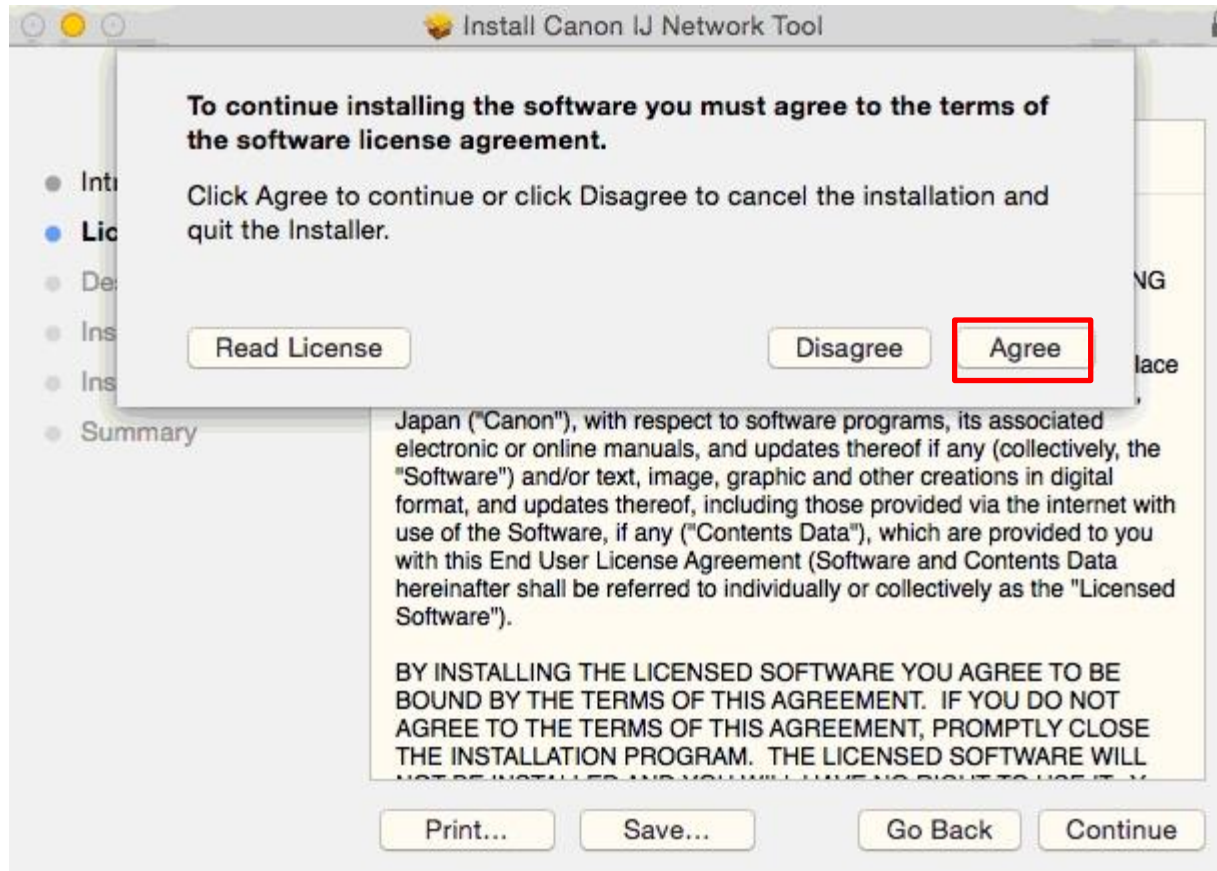 Install Canon IJ Network Tool
To continue installing the software you must agree to the terms of
the software license agreement.
Click Agree to continue or click Disagree to cancel the installation and
quit the Installer.
Read License
Disagree
Agree
Int
Lic
De
Ins
Ins
Summary
NG
lace
Japan ("Canon"), with respect to software programs, its associated
electronic or online manuals, and updates thereof if any (collectively, the
"Software") and/or text, image, graphic and other creations in digital
format, and updates thereof, including those provided via the internet with
use of the Software, if any ("Contents Data"), which are provided to you
with this End User License Agreement (Software and Contents Data
hereinafter shall be referred to individually or collectively as the "Licensed
Software").
BY INSTALLING THE LICENSED SOFTWARE YOU AGREE TO BE
BOUND BY THE TERMS OF THIS AGREEMENT. IF YOU DO NOT
AGREE TO THE TERMS OF THIS AGREEMENT, PROMPTLY CLOSE
THE INSTALLATION PROGRAM. THE LICENSED SOFTWARE WILL
Print...
Save...
Go Back
Continue